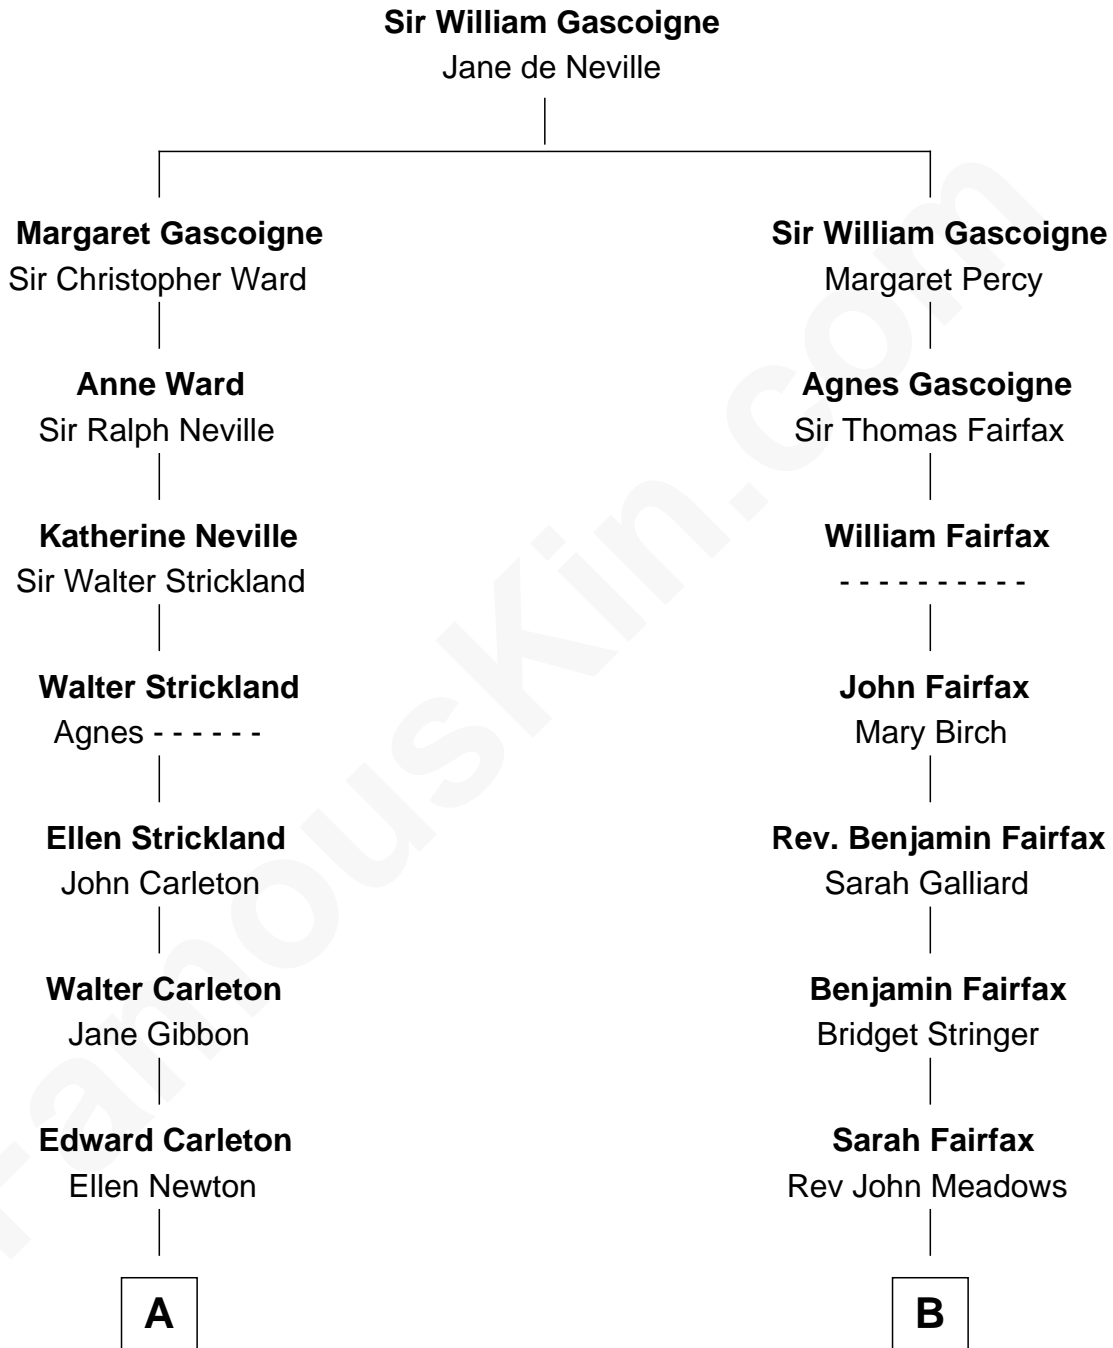 Sir William Gascoigne
Jane de Neville
Margaret Gascoigne
Sir Christopher Ward
Sir William Gascoigne
Margaret Percy
Anne Ward
Sir Ralph Neville
Agnes Gascoigne
Sir Thomas Fairfax
Katherine Neville
Sir Walter Strickland
William Fairfax
- - - - - - - - - -
Walter Strickland
Agnes - - - - - -
John Fairfax
Mary Birch
Ellen Strickland
John Carleton
Rev. Benjamin Fairfax
Sarah Galliard
Walter Carleton
Jane Gibbon
Benjamin Fairfax
Bridget Stringer
Edward Carleton
Ellen Newton
Sarah Fairfax
Rev John Meadows
A
B
FamousKin.com